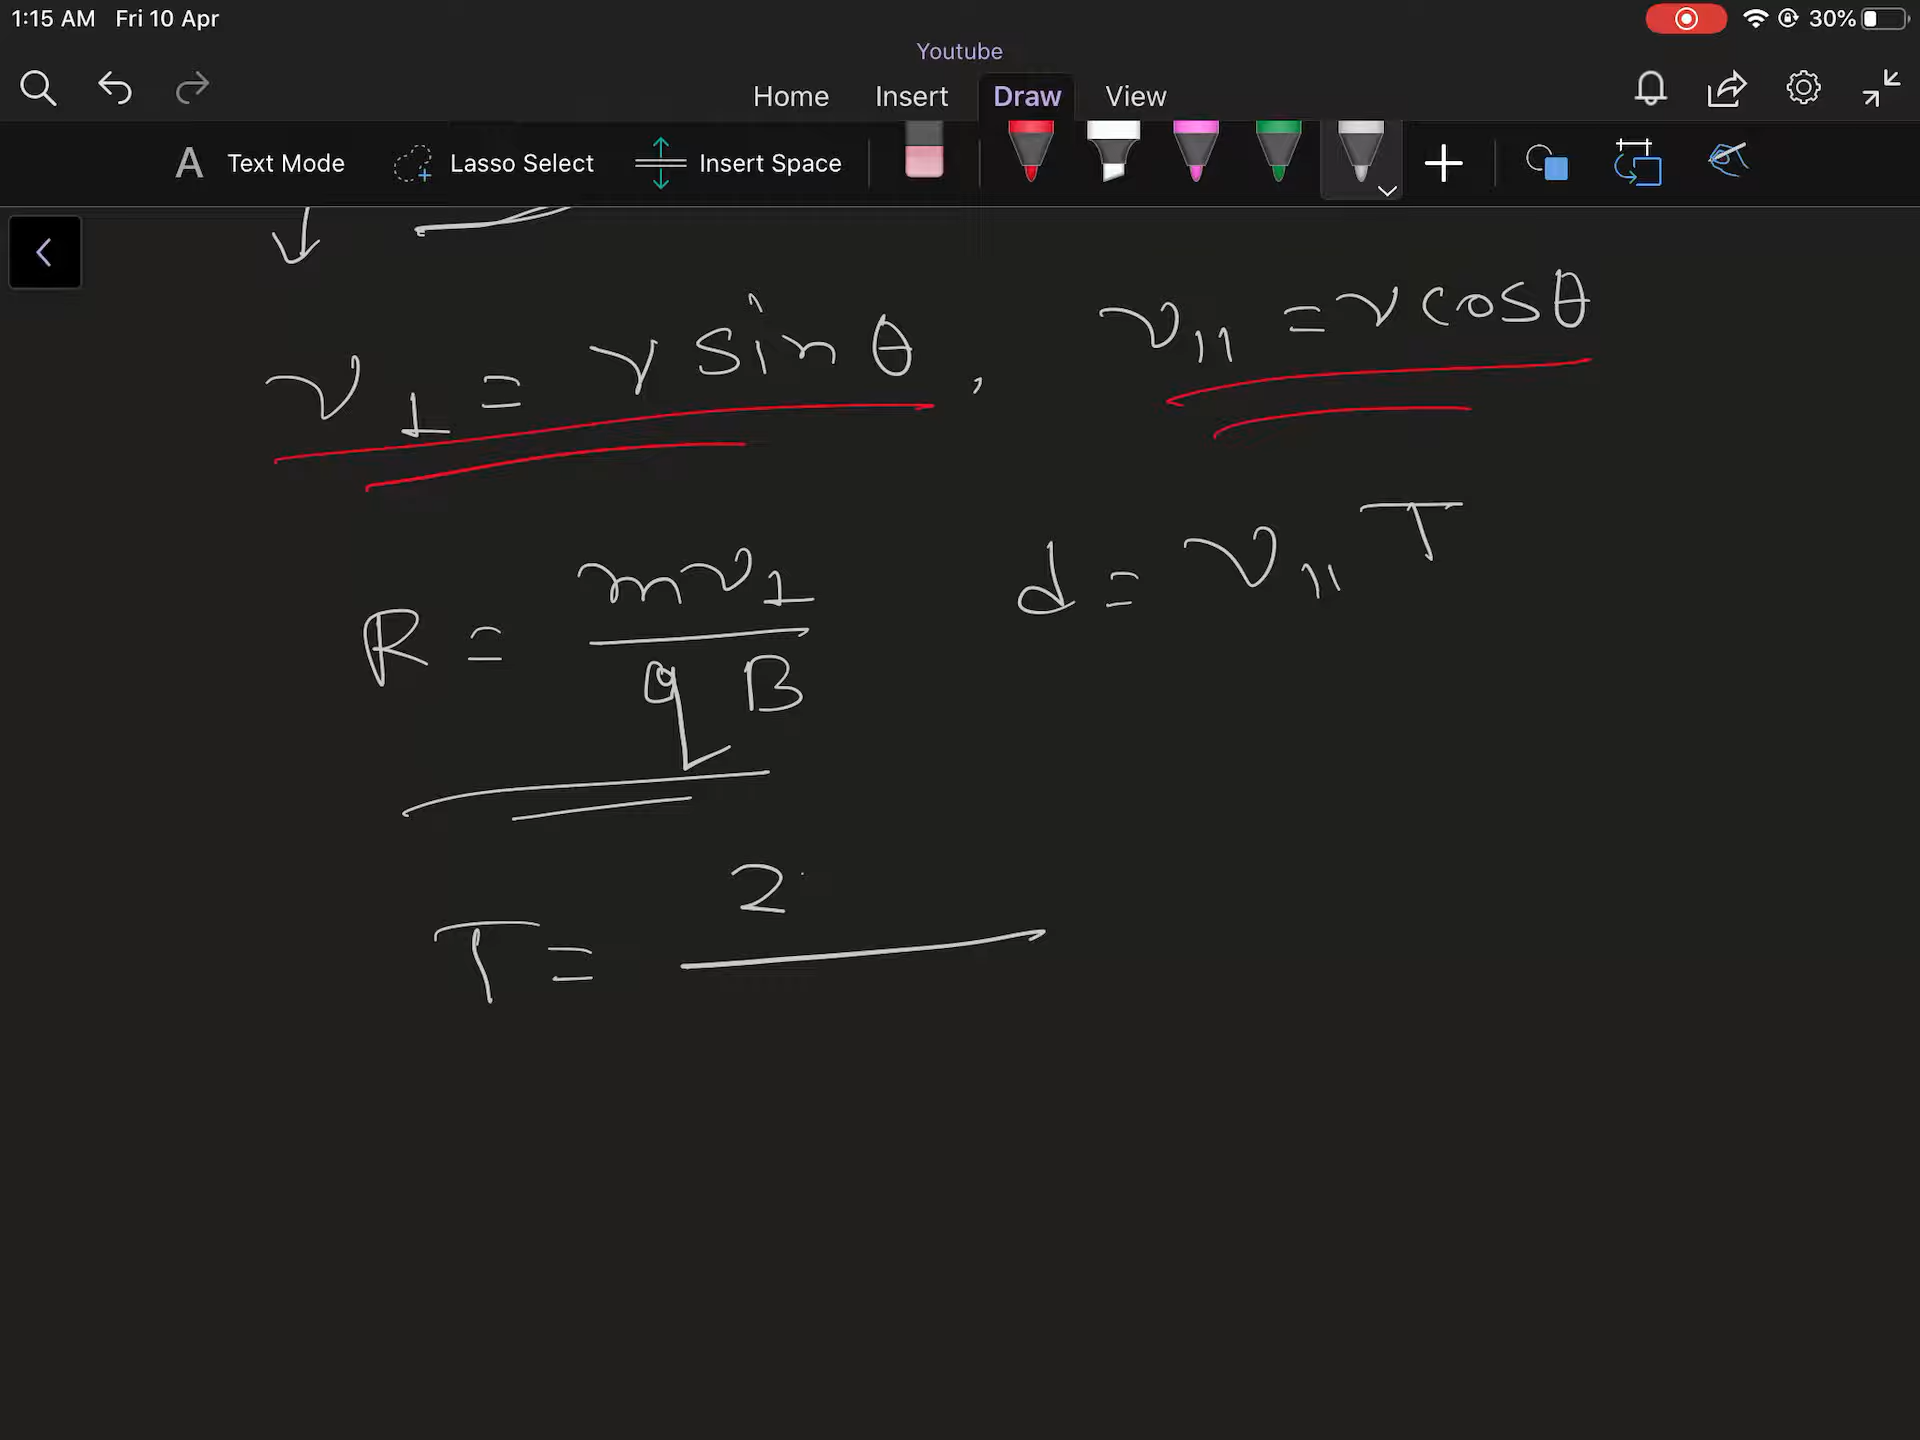 1:15 AM Fri 10 Apr 30%
Youtube
Home Insert Draw View
A Text Mode Lasso Select Insert Space
v⊥ = v sin θ, v∥ = v cos θ
R = mv⊥ / qB d = v∥ T
T = 2